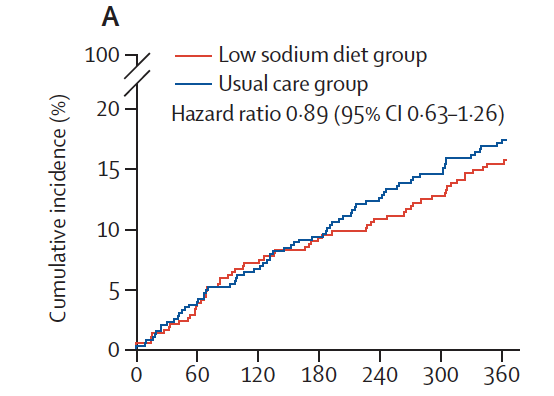 A
100
Low sodium diet group
Usual care group
Hazard ratio 0·89 (95% CI 0·63–1·26)
Cumulative incidence (%)
20
15
10
5
0
0 60 120 180 240 300 360